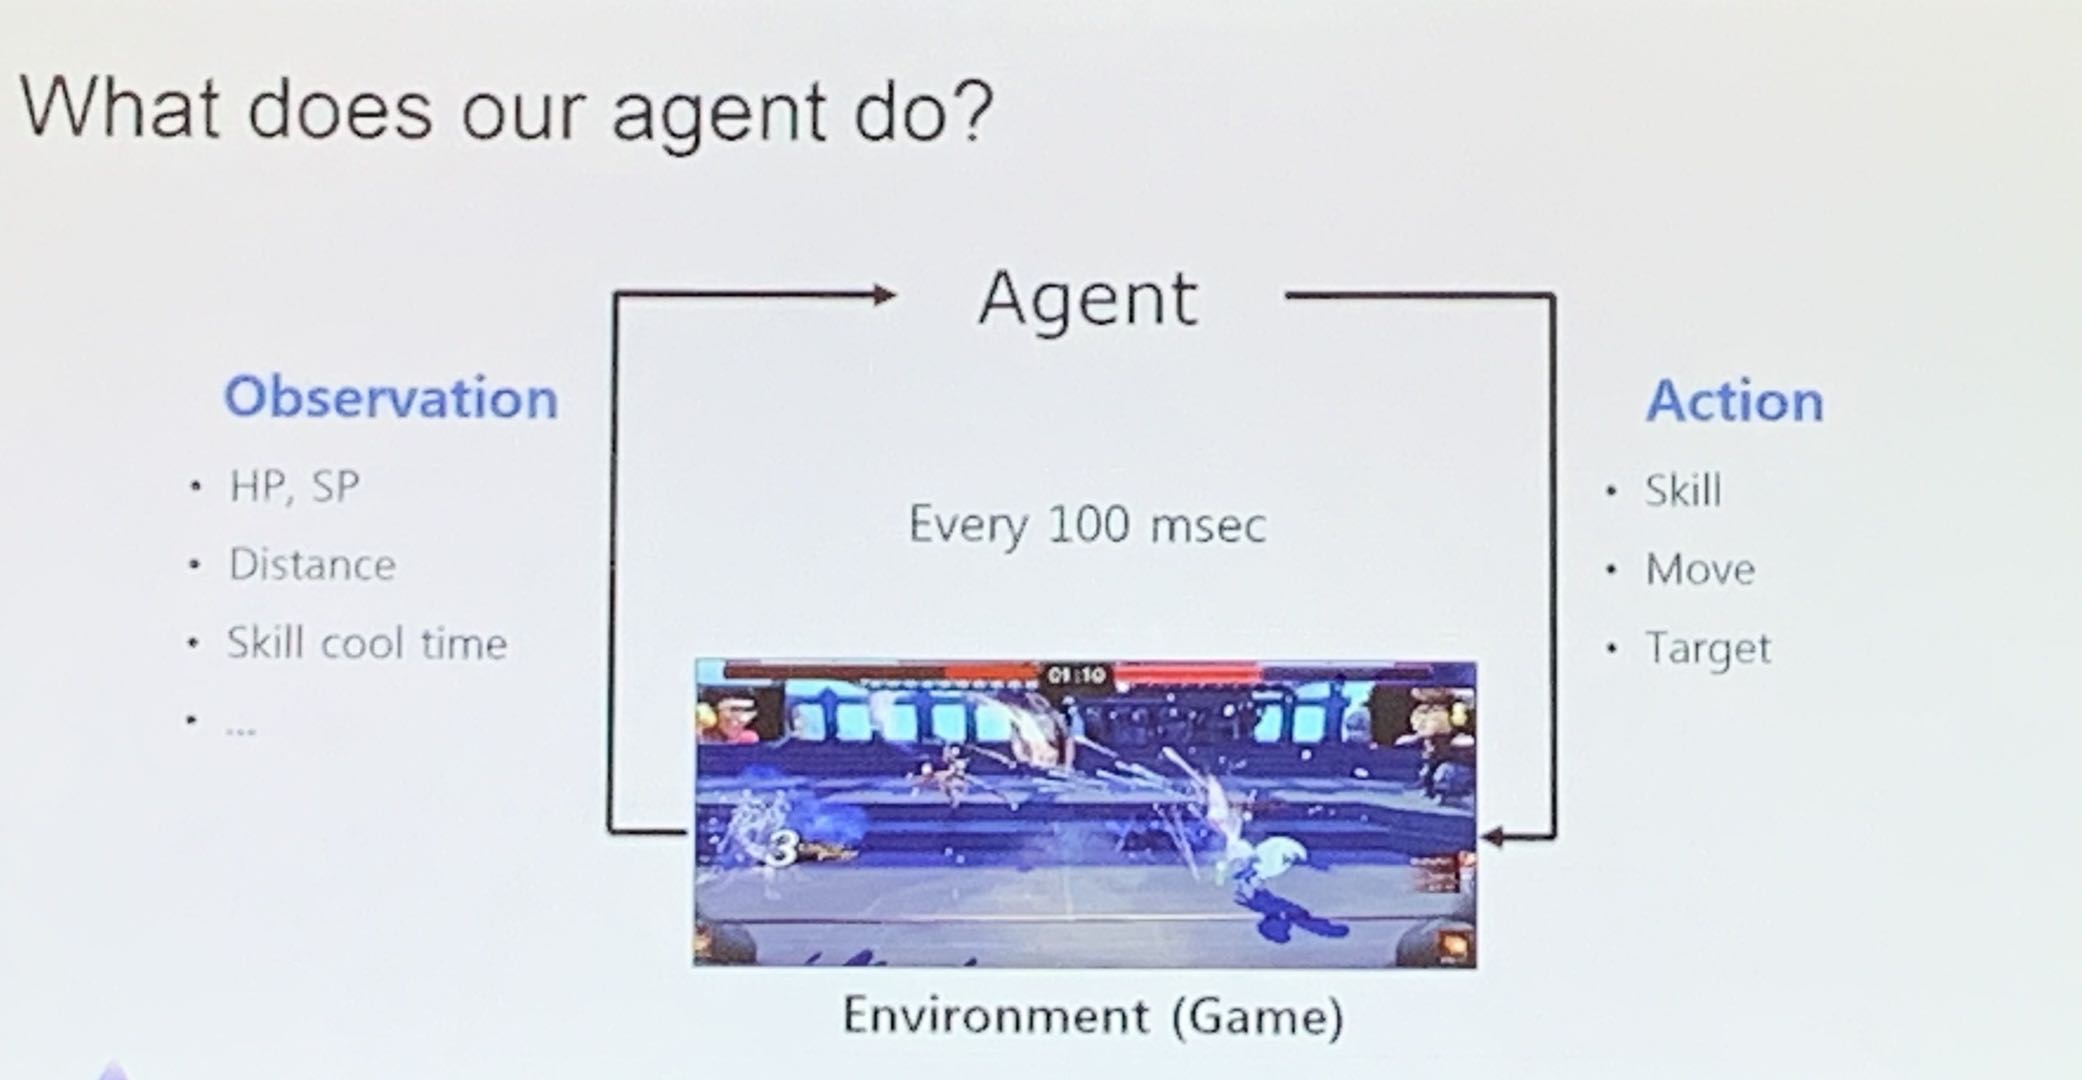 What does our agent do?
Agent
Observation
• HP, SP
• Distance
• Skill cool time
• ...
Every 100 msec
Action
• Skill
• Move
• Target
01:10
3
Environment (Game)